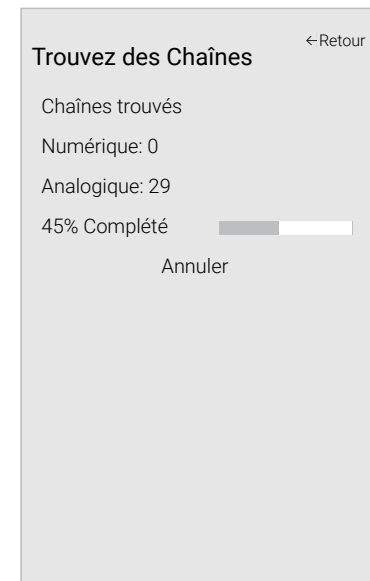 ←Retour
Trouvez des Chaînes
Chaînes trouvés
Numérique: 0
Analogique: 29
45% Complété
Annuler